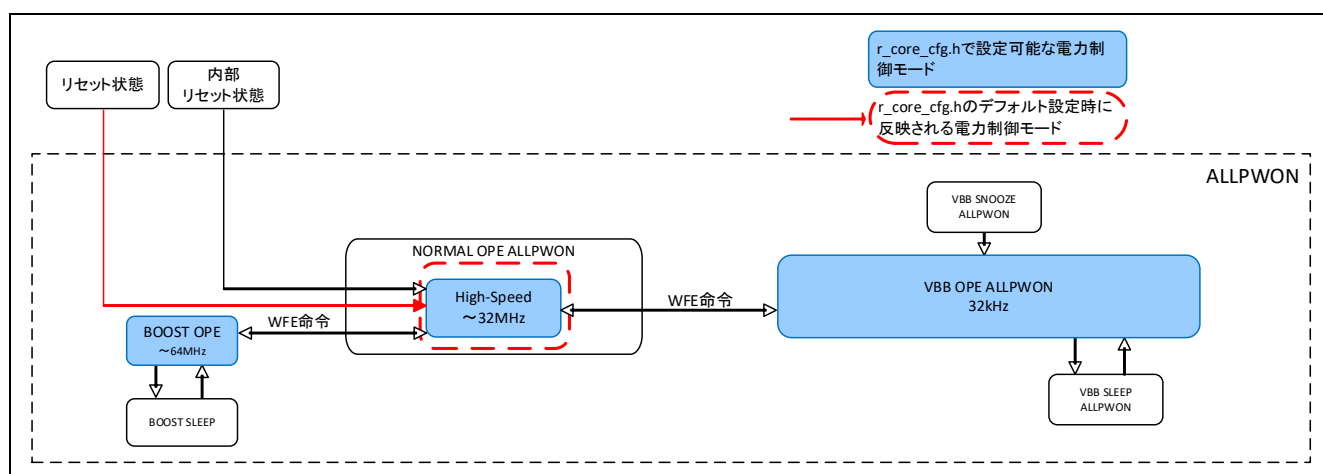 r_core_cfg.hで設定可能な電力制
御モード
リセット状態
内部
リセット状態
r_core_cfg.hのデフォルト設定時に
反映される電力制御モード
ALLPWON
VBB SNOOZE
ALLPWON
NORMAL OPE ALLPWON
High-Speed
～32MHz
WFE命令
VBB OPE ALLPWON
32kHz
BOOST OPE
～64MHz
WFE命令
BOOST SLEEP
VBB SLEEP
ALLPWON